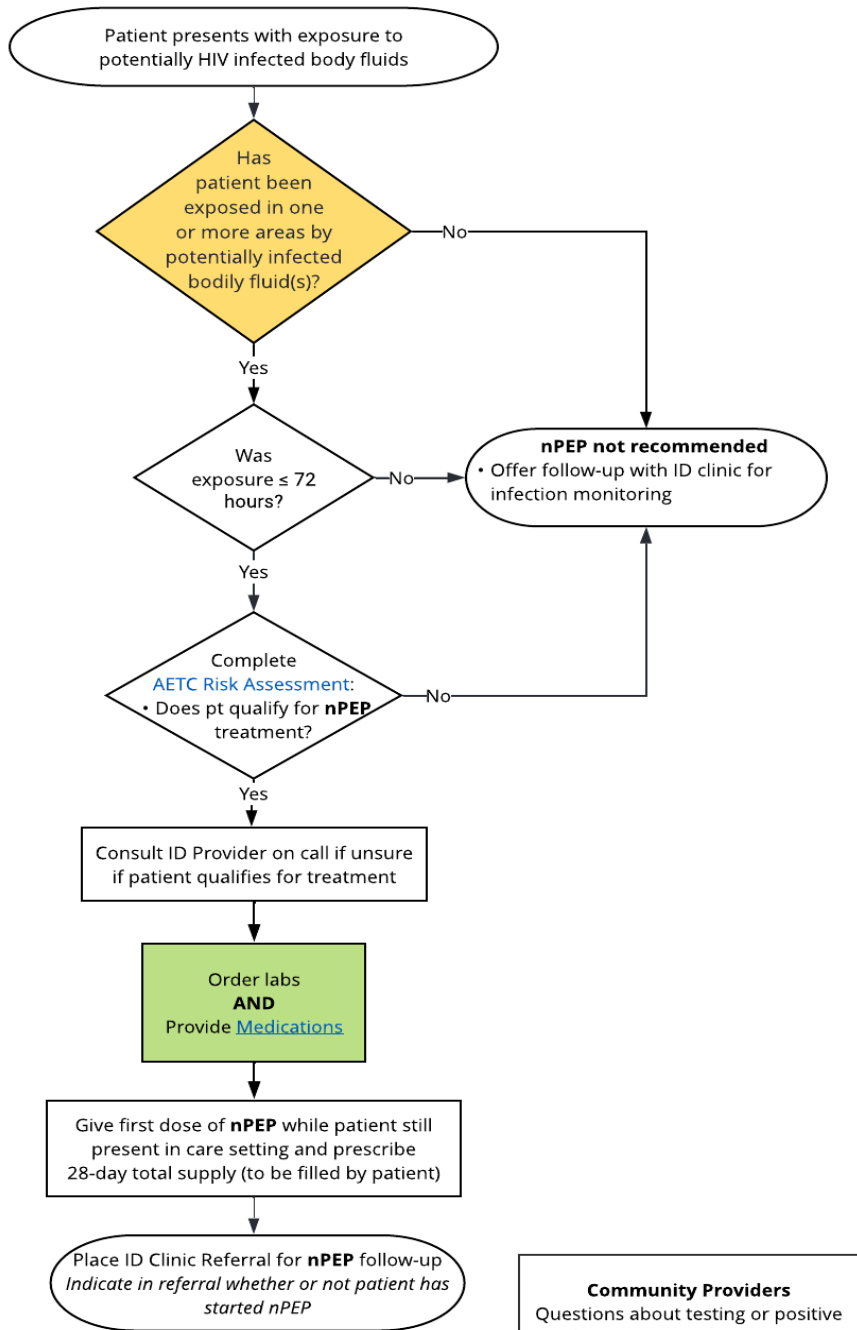 Patient presents with exposure to
potentially HIV infected body fluids
Has
patient been
exposed in one
or more areas by
potentially infected
bodily fluid(s)?
No
Yes
Was
exposure ≤ 72
hours?
No
nPEP not recommended
• Offer follow-up with ID clinic for
infection monitoring
Yes
Complete
AETC Risk Assessment:
• Does pt qualify for nPEP
treatment?
No
Yes
Consult ID Provider on call if unsure
if patient qualifies for treatment
Order labs
AND
Provide Medications
Give first dose of nPEP while patient still
present in care setting and prescribe
28-day total supply (to be filled by patient)
Place ID Clinic Referral for nPEP follow-up
Indicate in referral whether or not patient has
started nPEP
Community Providers
Questions about testing or positive